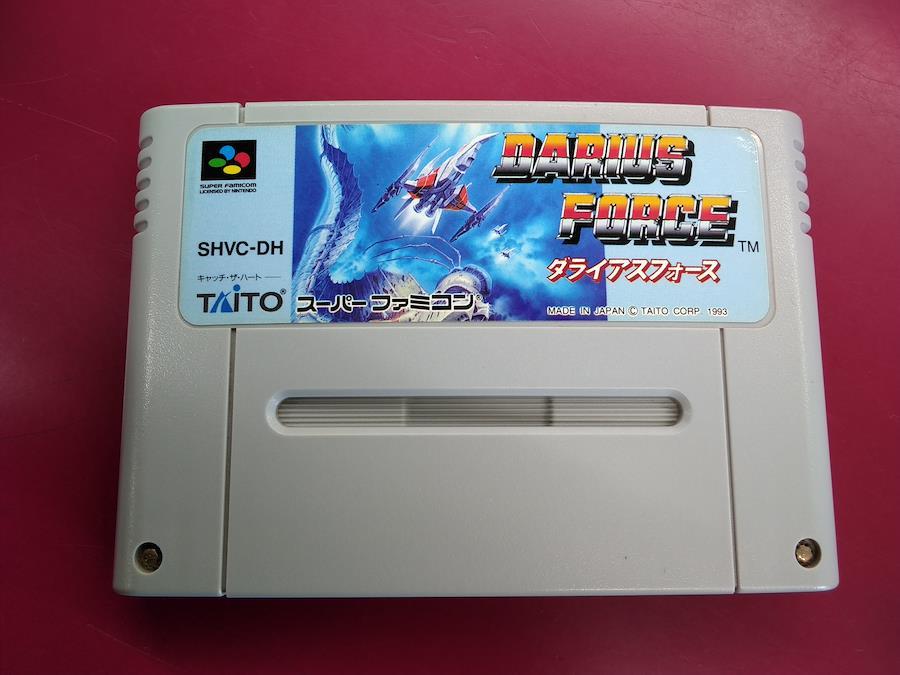 SUPER FAMICOM
LICENSED BY NINTENDO
SHVC-DH
キャッチ・ザ・ハート
TAITO®
スーパーファミコン®
DARIUS
FORCE
TM
ダライアスフォース
MADE IN JAPAN © TAITO CORP. 1993